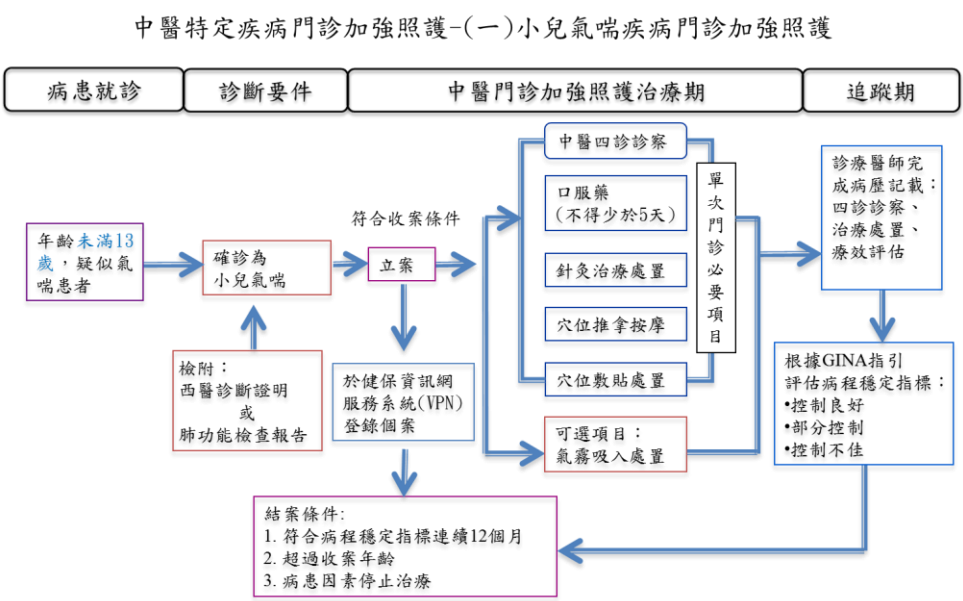 中醫特定疾病門診加強照護-(一)小兒氣喘疾病門診加強照護
病患就診
診斷要件
中醫門診加強照護治療期
追蹤期
年齡未滿13
歲，疑似氣
喘患者
確診為
小兒氣喘
檢附：
西醫診斷證明
或
肺功能檢查報告
符合收案條件
立案
於健保資訊網
服務系統(VPN)
登錄個案
中醫四診診察
口服藥
(不得少於5天)
針灸治療處置
穴位推拿按摩
穴位敷貼處置
單次門診必要項目
可選項目：
氣霧吸入處置
診療醫師完
成病歷記載：
四診診察、
治療處置、
療效評估
根據GINA指引
評估病程穩定指標：
•控制良好
•部分控制
•控制不佳
結案條件:
1. 符合病程穩定指標連續12個月
2. 超過收案年齡
3. 病患因素停止治療